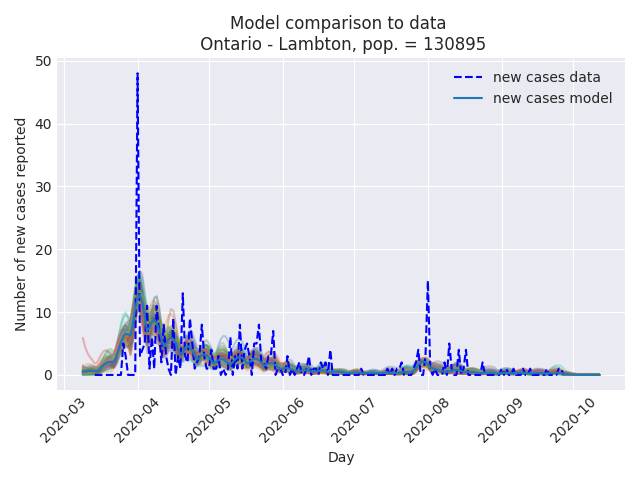 Model comparison to data
Ontario - Lambton, pop. = 130895
new cases data
new cases model
Number of new cases reported
50
40
30
20
10
0
2020-03
2020-04
2020-05
2020-06
2020-07
2020-08
2020-09
2020-10
Day